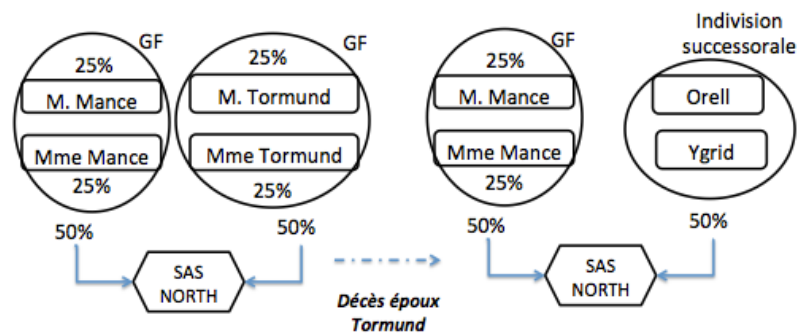 GF
25%
M. Mance
Mme Mance
25%
50%
GF
25%
M. Tormund
Mme Tormund
25%
50%
SAS
NORTH
Décès époux
Tormund
GF
25%
M. Mance
Mme Mance
25%
50%
Indivision
successorale
Orell
Ygrid
50%
SAS
NORTH